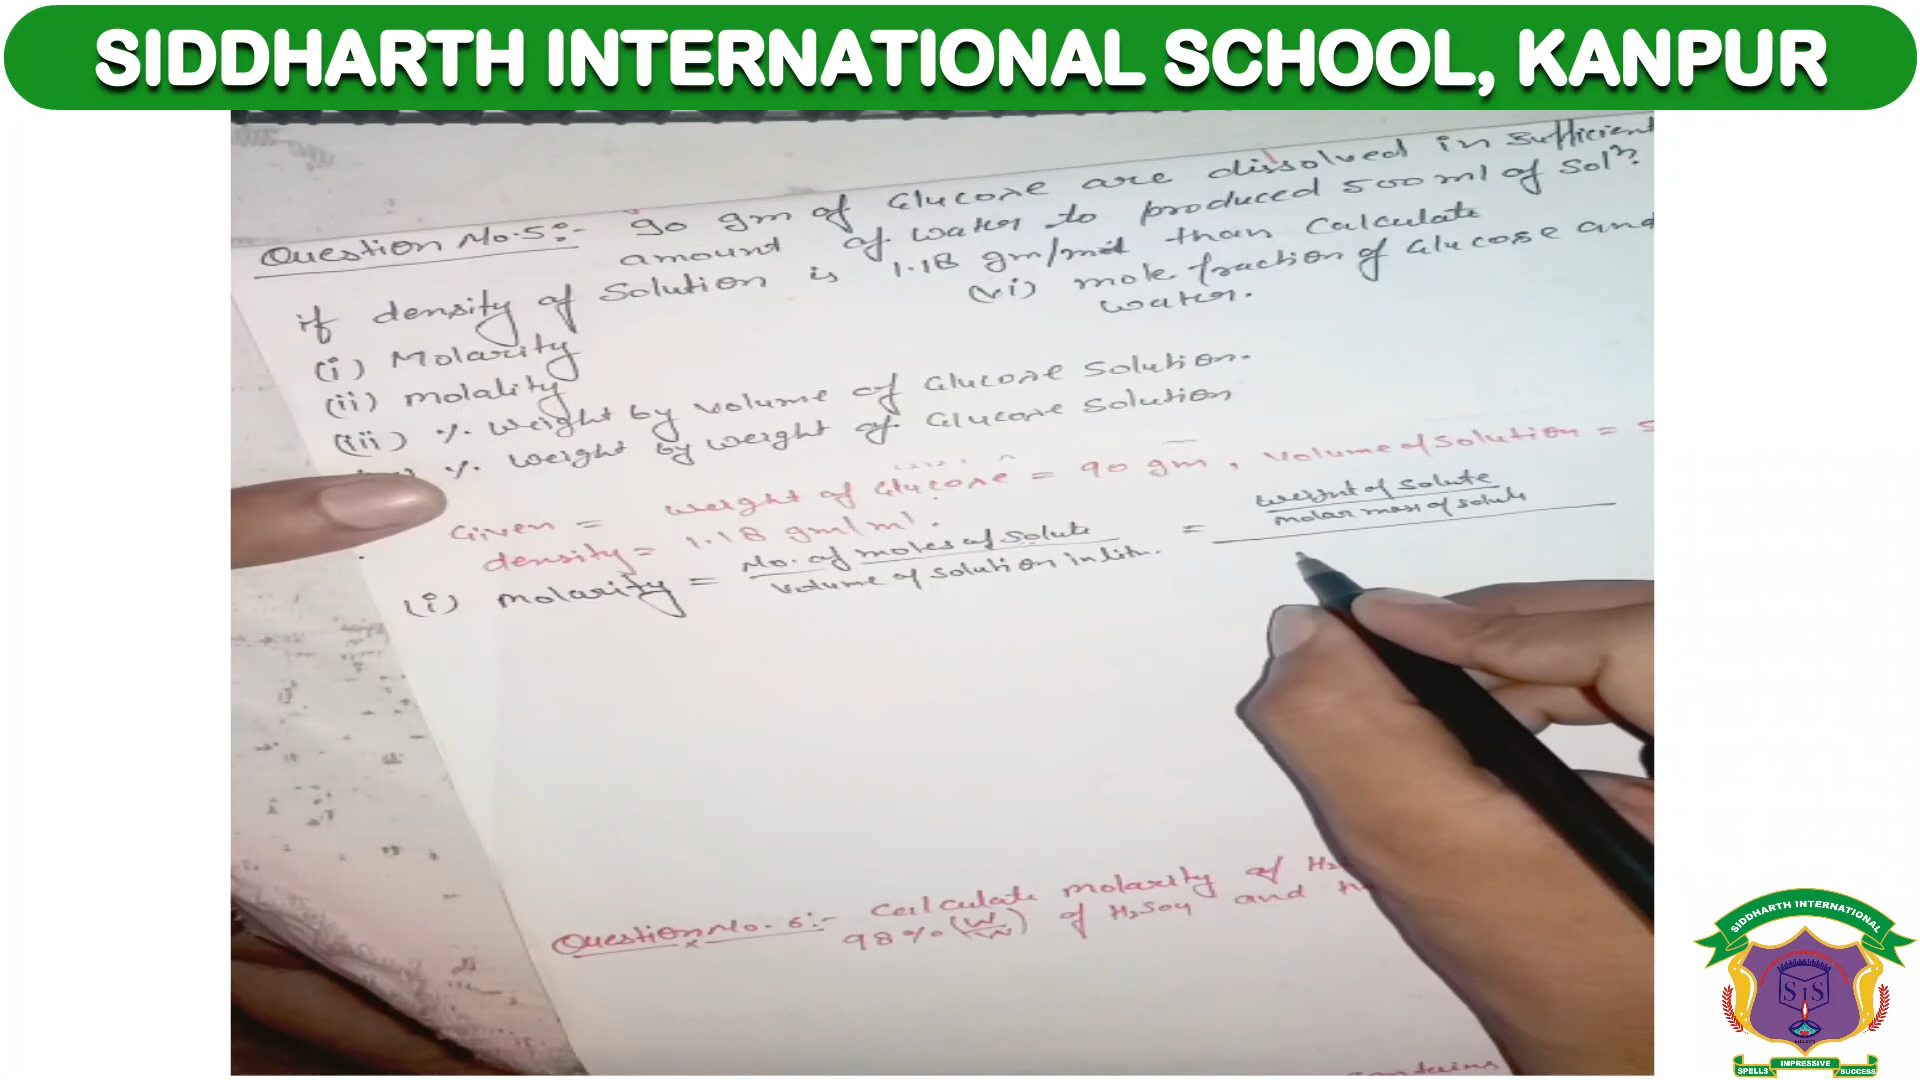 SIDDHARTH INTERNATIONAL SCHOOL, KANPUR
Question No.5:- 90 gm of Glucose are dissolved in sufficient
amount of water to produced 500 ml of Solⁿ.
if density of Solution is 1.18 gm/ml than Calculate
(i) Molarity
(vi) mole fraction of Glucose and
water.
(ii) molality
(iii) % Weight by volume of Glucose Solution.
% Weight by weight of Glucose Solution
Given = weight of Glucose = 90 gm, Volume of Solution = 5
density = 1.18 gm/ml.
(i) molarity = No. of moles of Solute / Volume of Solution in litr. = weight of Solute / molar mass of solute
Question No. 6:- Calculate molarity of H₂
98% (W/W) of H₂SO₄ and
SIDDHARTH INTERNATIONAL
SIS
SPELLS IMPRESSIVE SUCCESS